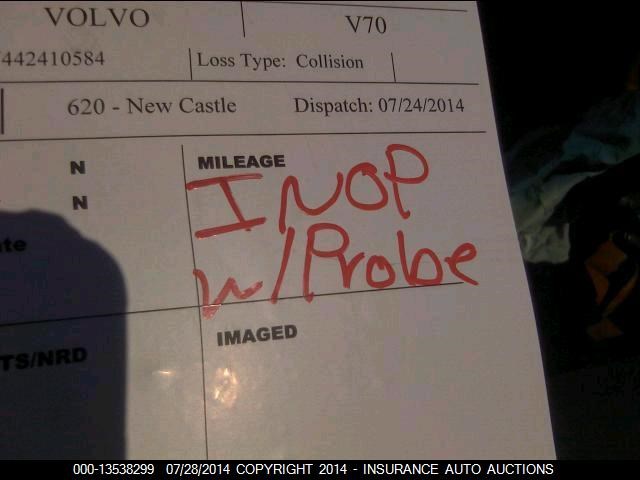 VOLVO V70
442410584 Loss Type: Collision
620 - New Castle Dispatch: 07/24/2014
N MILEAGE
INOP
N
w/Probe
IMAGED
TS/NRD
000-13538299 07/28/2014 COPYRIGHT 2014 - INSURANCE AUTO AUCTIONS